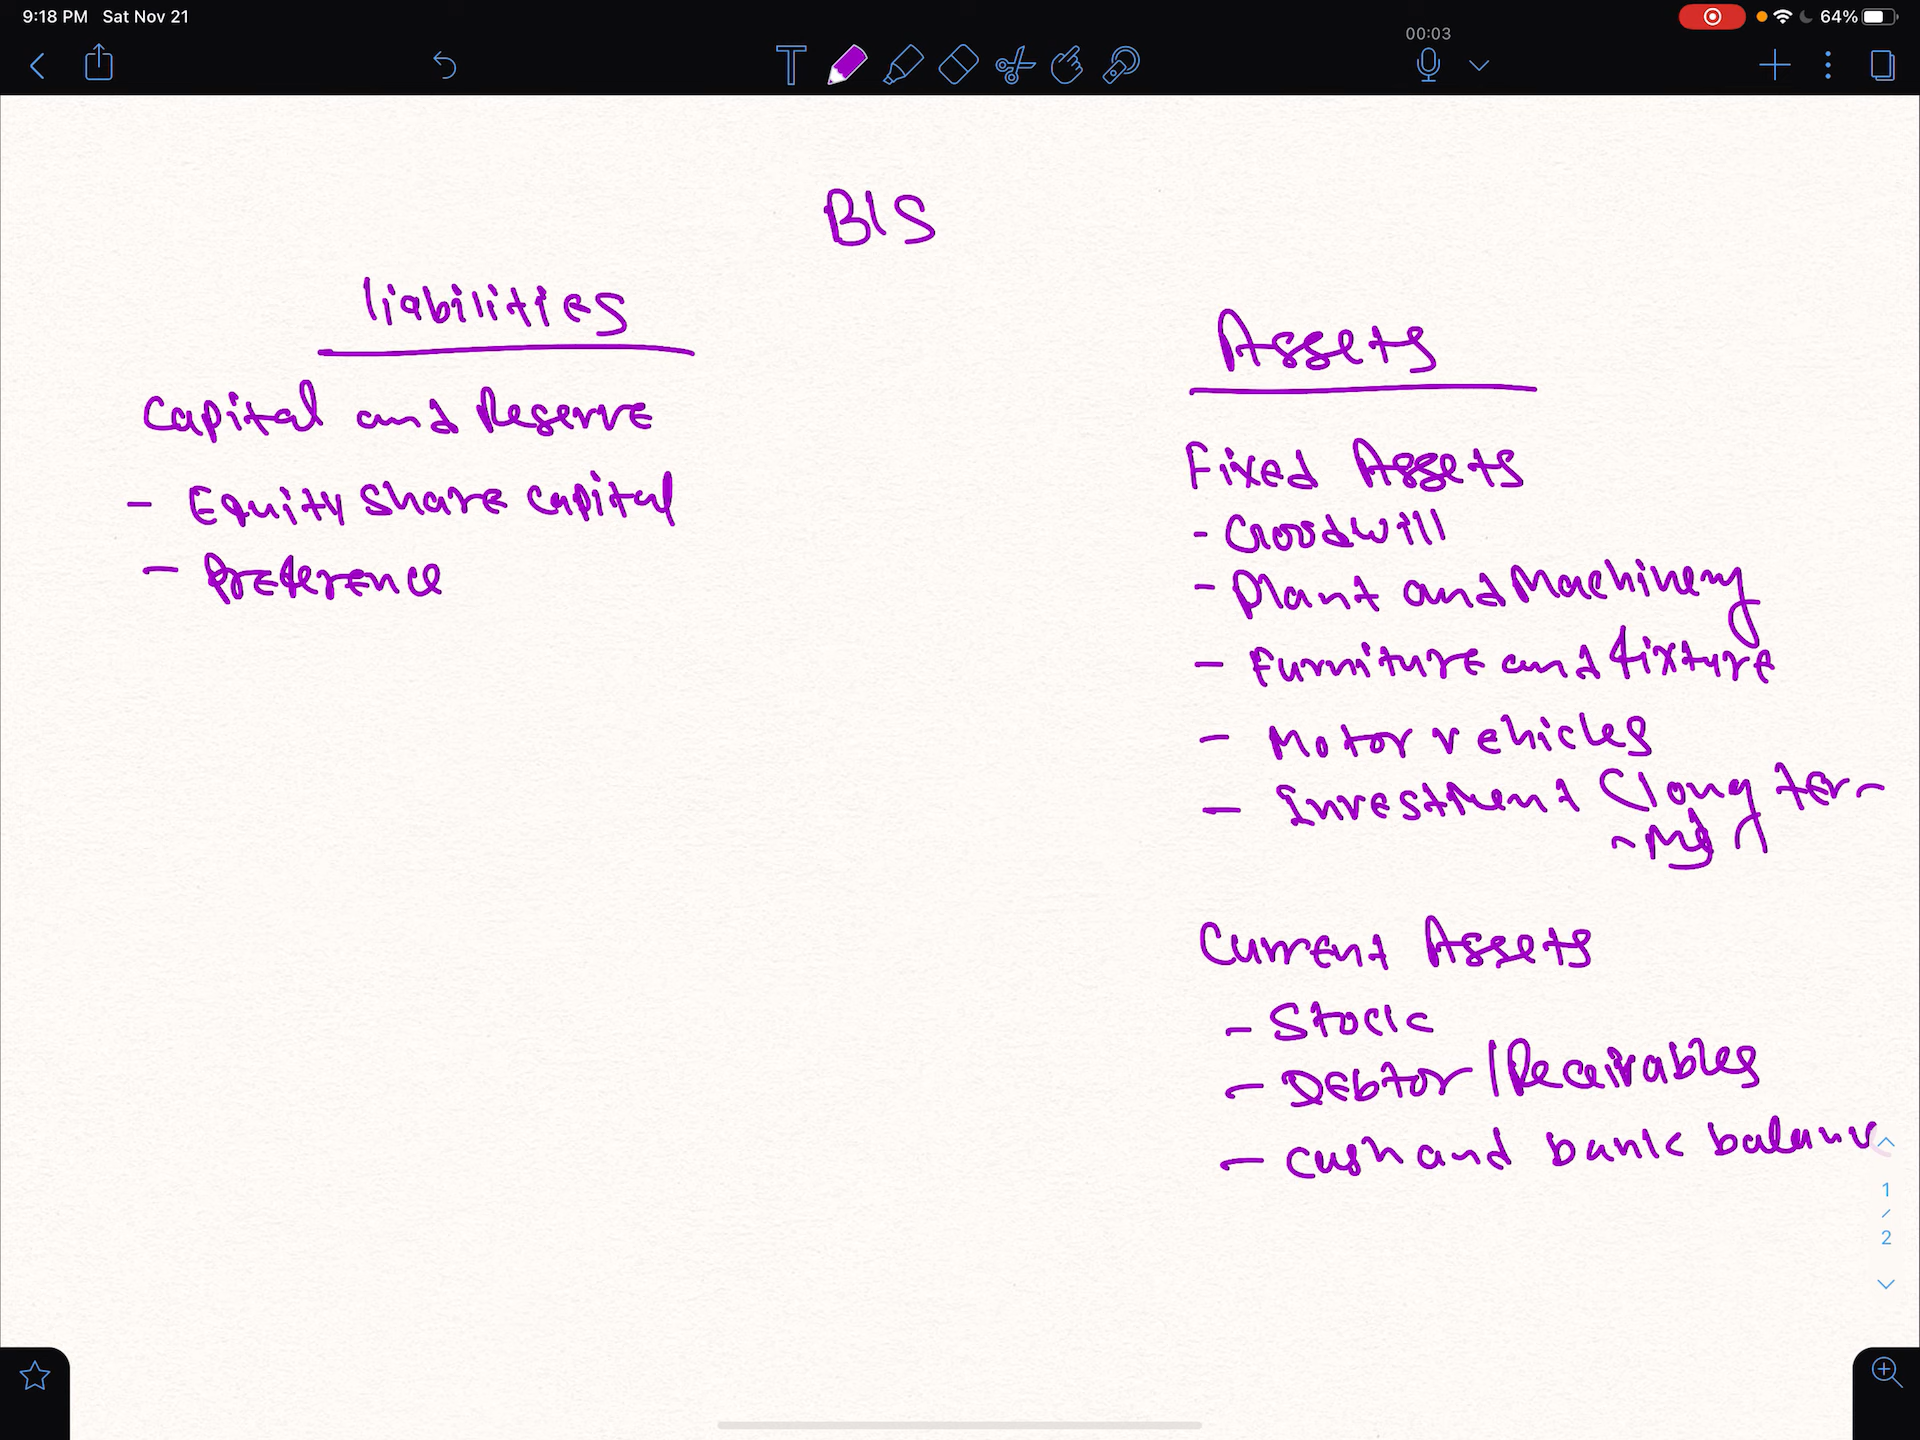 9:18 PM Sat Nov 21
64%
00:03
B/S
liabilities
Assets
Capital and Reserve
- Equity share capital
- Preference
Fixed Assets
- Goodwill
- Plant and Machinery
- Furniture and fixture
- Motor vehicles
- Investment (long ter-
Current Assets
- Stock
- Debtor/Receivables
- cash and bank balance
1
/
2